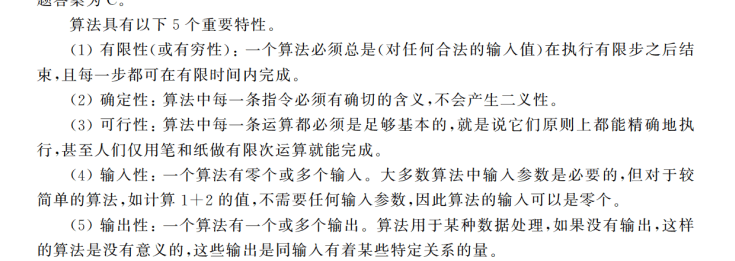 题答案为 C。
算法具有以下 5 个重要特性。
(1) 有限性(或有穷性)：一个算法必须总是(对任何合法的输入值)在执行有限步之后结
束,且每一步都可在有限时间内完成。
(2) 确定性：算法中每一条指令必须有确切的含义,不会产生二义性。
(3) 可行性：算法中每一条运算都必须是足够基本的,就是说它们原则上都能精确地执
行,甚至人们仅用笔和纸做有限次运算就能完成。
(4) 输入性：一个算法有零个或多个输入。大多数算法中输入参数是必要的,但对于较
简单的算法,如计算 1+2 的值,不需要任何输入参数,因此算法的输入可以是零个。
(5) 输出性：一个算法有一个或多个输出。算法用于某种数据处理,如果没有输出,这样
的算法是没有意义的,这些输出是同输入有着某些特定关系的量。